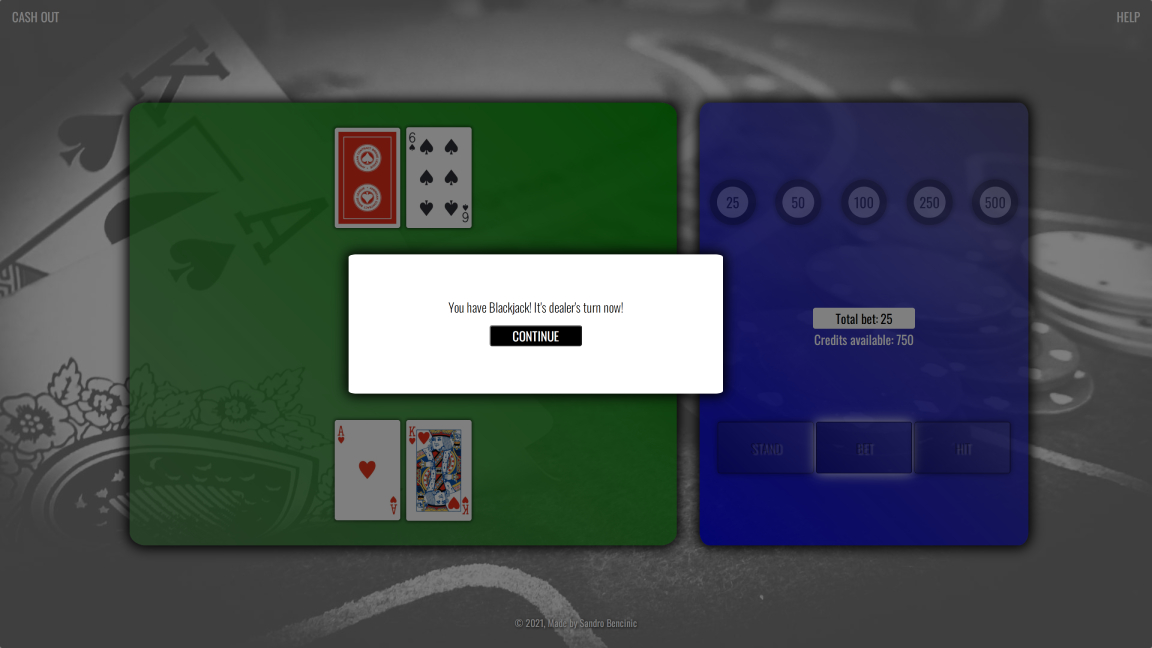 CASH OUT
HELP
6
6
25
50
100
250
500
You have Blackjack! It's dealer's turn now!
CONTINUE
Total bet: 25
Credits available: 750
A
K
A
K
STAND
BET
HIT
© 2021, Made by Sandro Bencinic